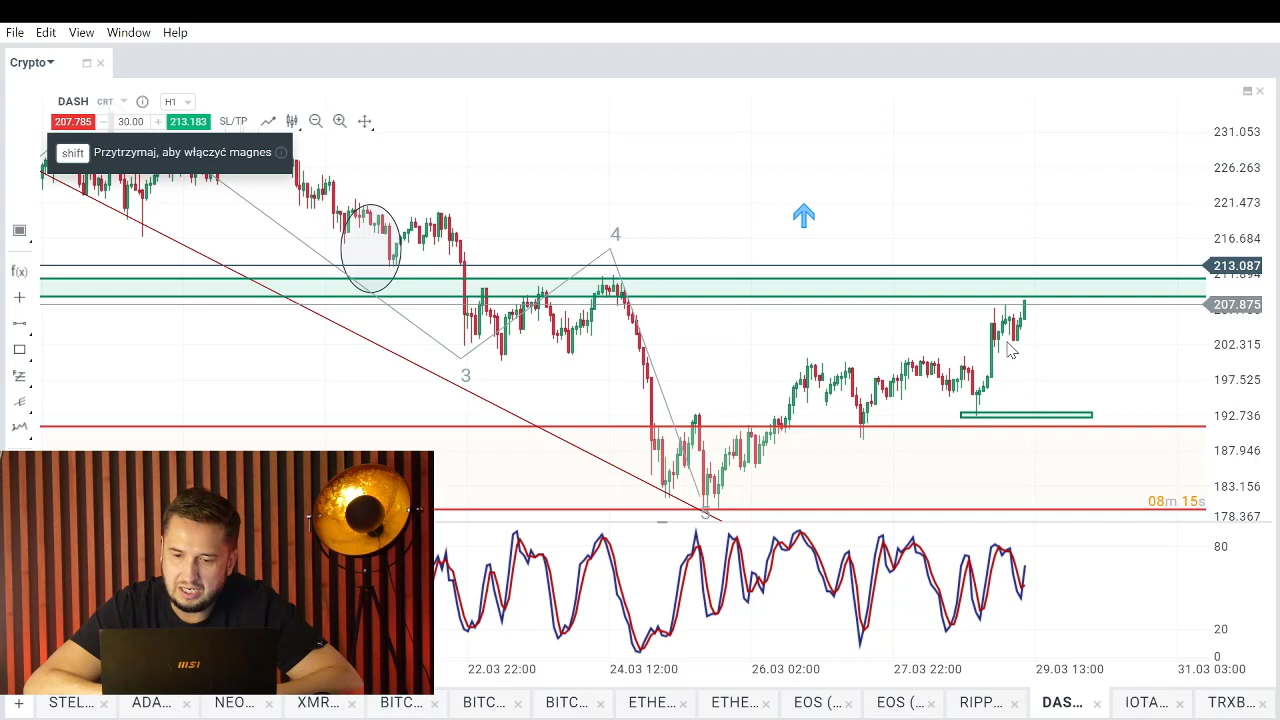 File Edit View Window Help
Crypto
DASH CRT H1
207.785 30.00 213.183 SL/TP
shift Przytrzymaj, aby włączyć magnes
231.053
226.263
221.473
4
216.684
213.087
207.875
202.315
3
197.525
192.736
187.946
183.156
08m 15s
5
178.367
f(x)
80
20
0
msi
22.03 22:00 24.03 12:00 26.03 02:00 27.03 22:00 29.03 13:00 31.03 03:00
+ STEL... ADA... NEO... XMR... BITC... BITC... BITC... ETHE... ETHE... EOS (... EOS (... RIPP... DAS... IOTA... TRXB...